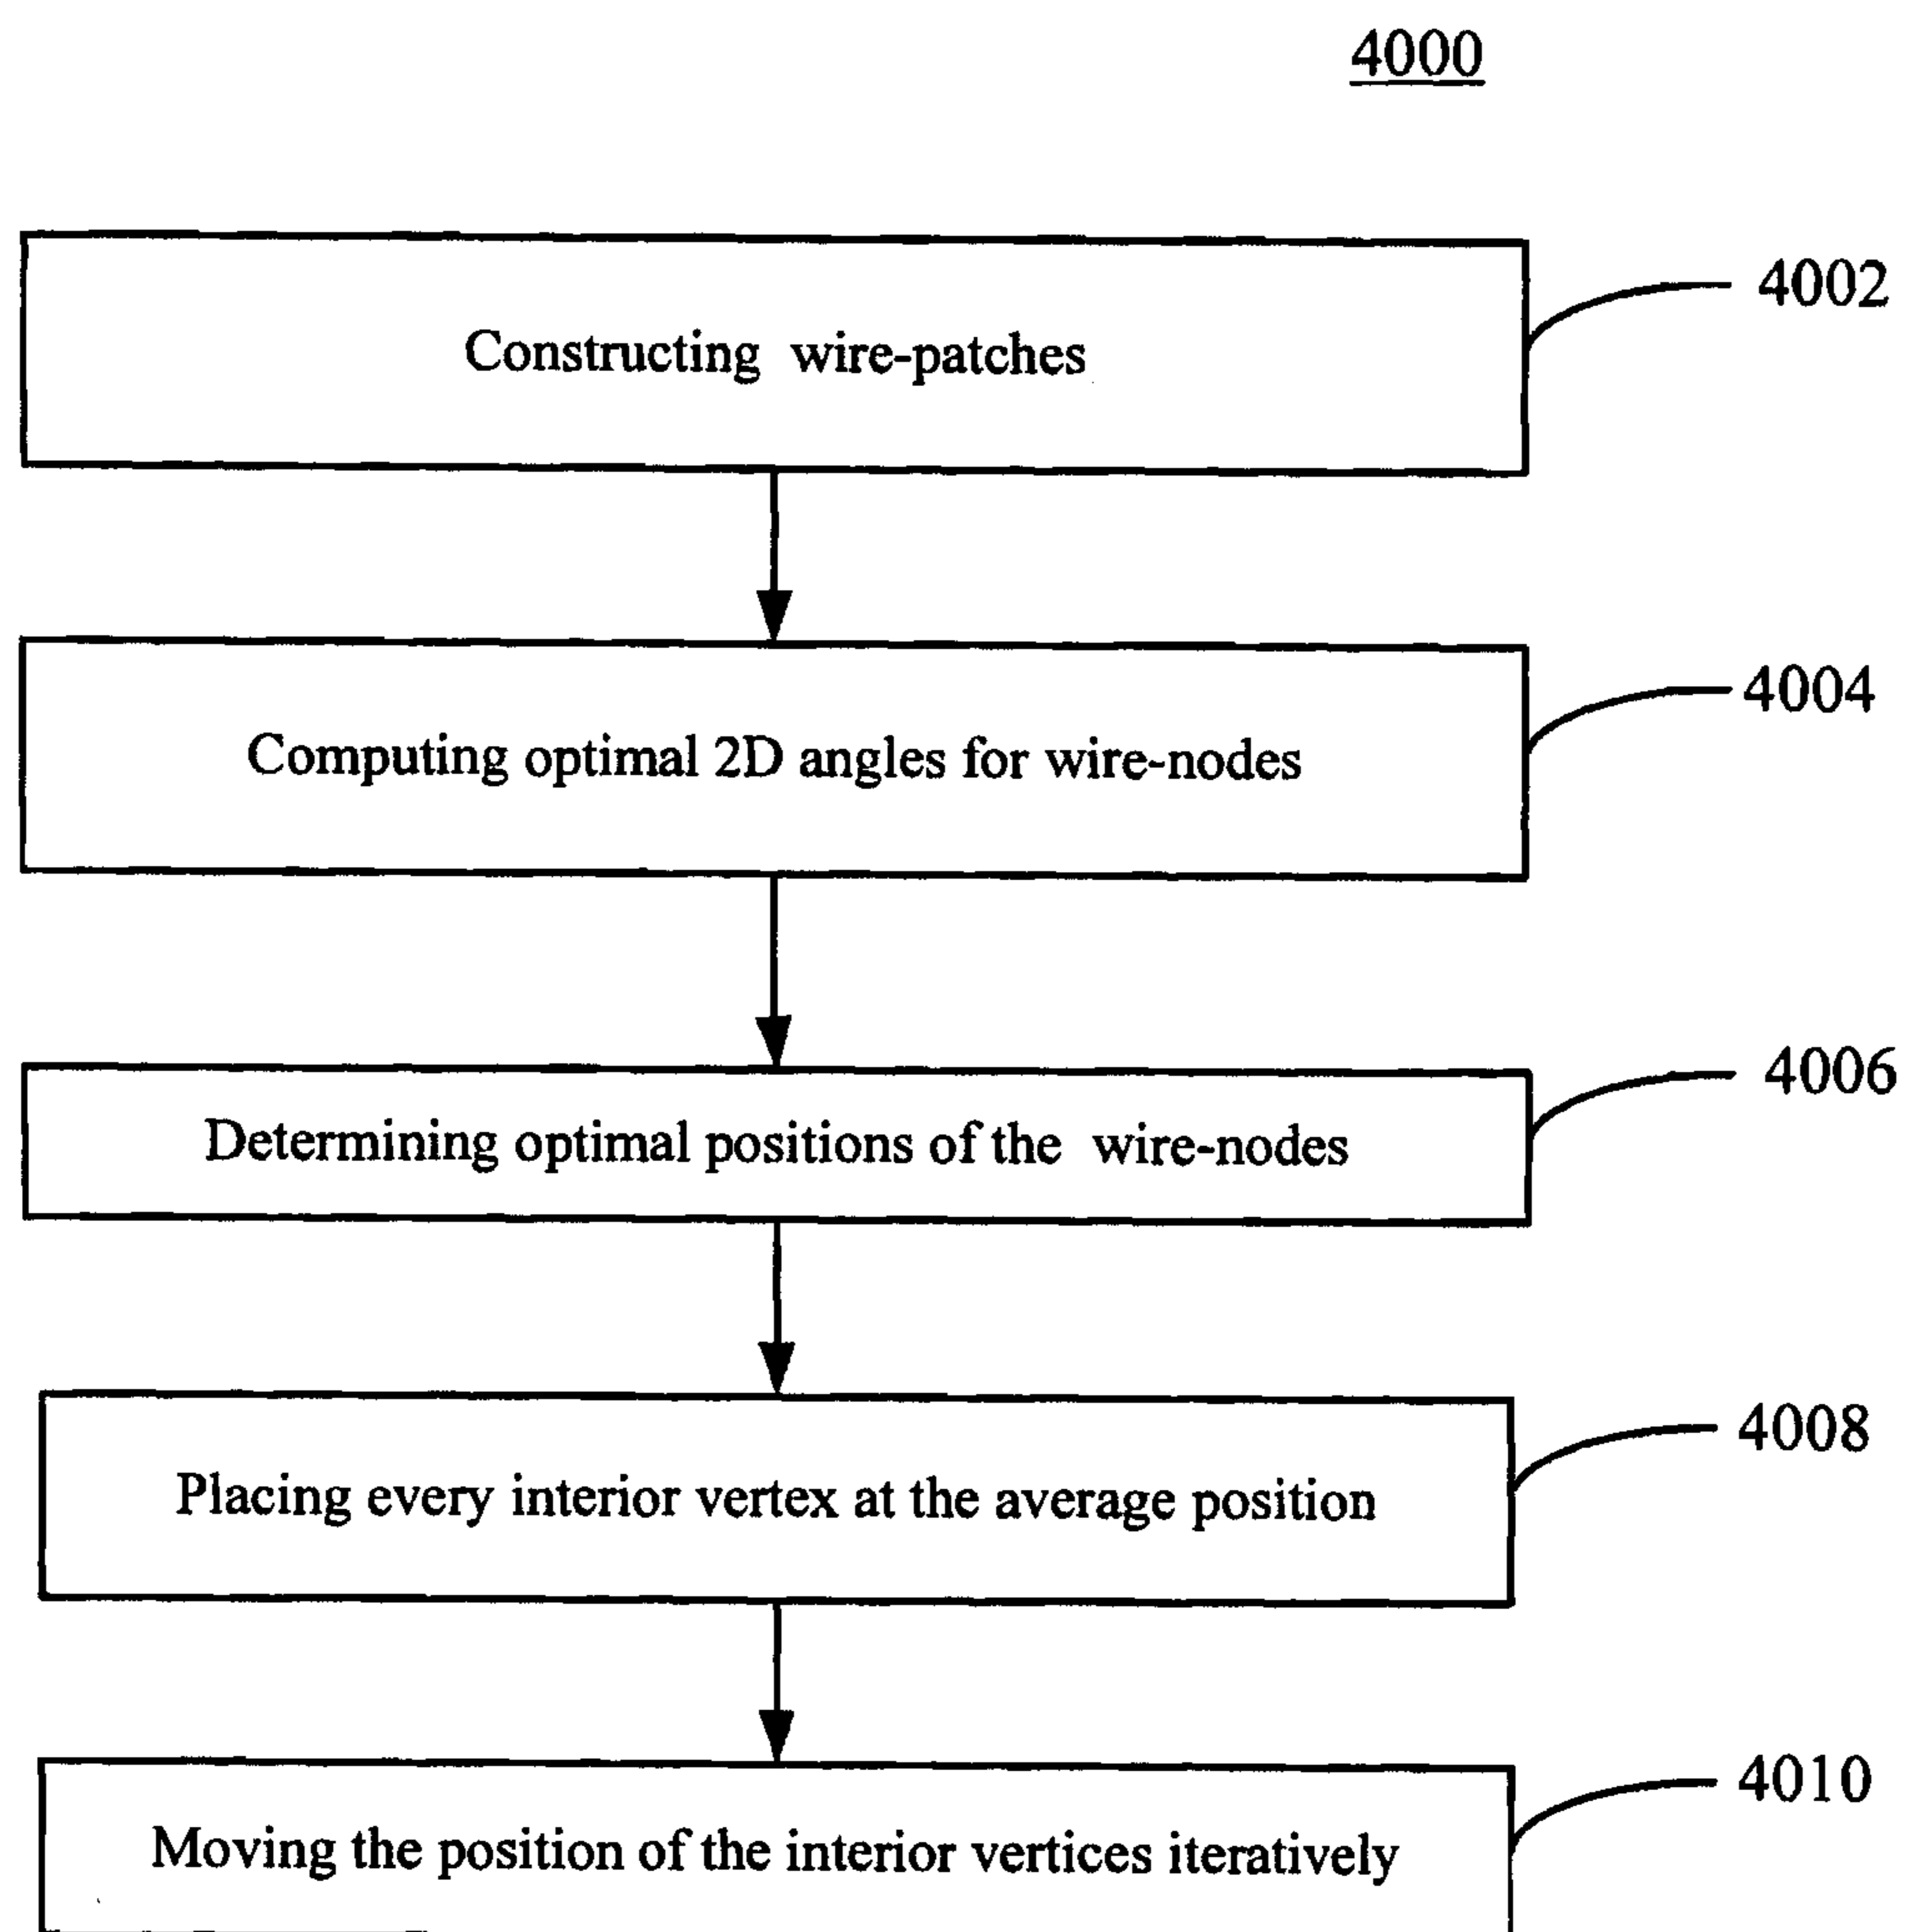 4000
Constructing wire-patches
4002
Computing optimal 2D angles for wire-nodes
4004
Determining optimal positions of the wire-nodes
4006
Placing every interior vertex at the average position
4008
Moving the position of the interior vertices iteratively
4010